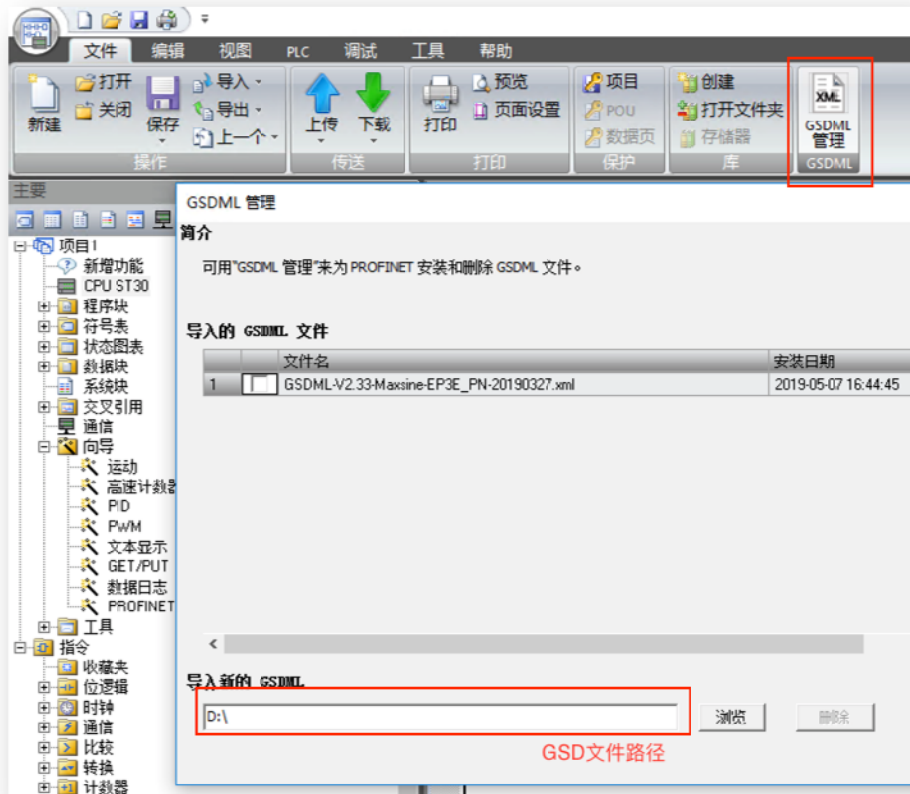 文件 编辑 视图 PLC 调试 工具 帮助
新建 打开 关闭 保存 导入 导出 上一个 上传 下载 打印 预览 页面设置 项目 POU 数据页 创建 打开文件夹 存储器 XML GSDML 管理
操作 传送 打印 保护 库 GSDML
主要
项目1
新增功能
CPU ST30
程序块
符号表
状态图表
数据块
系统块
交叉引用
通信
向导
运动
高速计数器
PID
PWM
文本显示
GET/PUT
数据日志
PROFINET
工具
指令
收藏夹
位逻辑
时钟
通信
比较
转换
计数器
GSDML 管理
简介
可用"GSDML 管理"来为 PROFINET 安装和删除 GSDML 文件。
导入的 GSDML 文件
文件名 安装日期
1 GSDML-V2.33-Maxsine-EP3E_PN-20190327.xml 2019-05-07 16:44:45
导入新的 GSDML
D:\ 浏览 删除
GSD文件路径